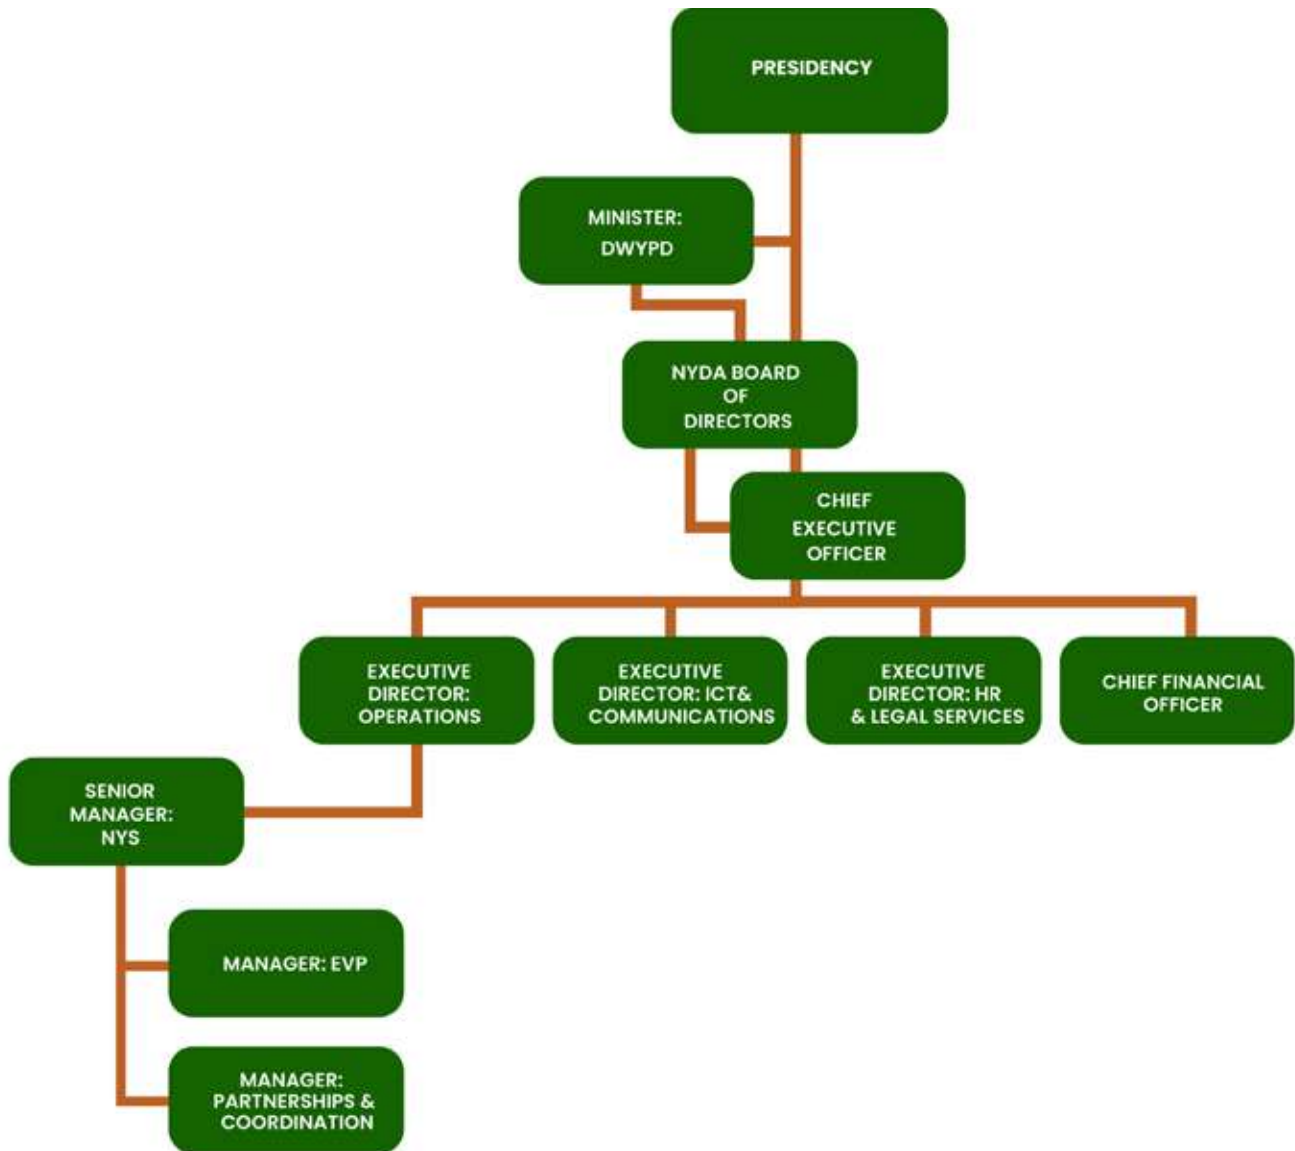 PRESIDENCY
MINISTER:
DWYPD
NYDA BOARD
OF
DIRECTORS
CHIEF
EXECUTIVE
OFFICER
EXECUTIVE
DIRECTOR:
OPERATIONS
EXECUTIVE
DIRECTOR: ICT&
COMMUNICATIONS
EXECUTIVE
DIRECTOR: HR
& LEGAL SERVICES
CHIEF FINANCIAL
OFFICER
SENIOR
MANAGER:
NYS
MANAGER: EVP
MANAGER:
PARTNERSHIPS &
COORDINATION